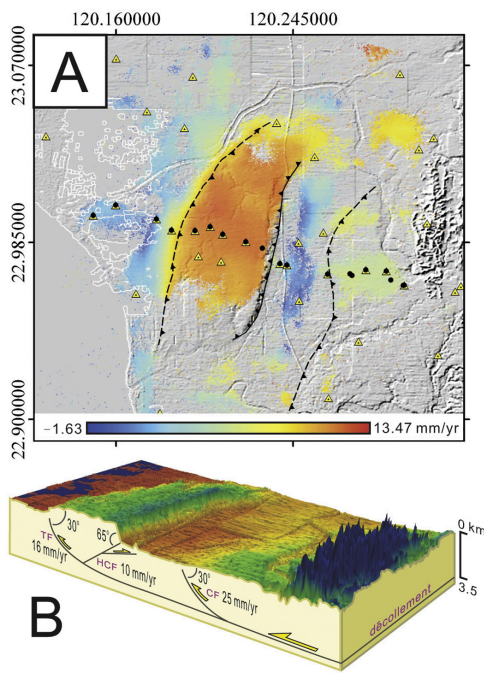 120.160000 120.245000
23.070000
A
22.985000
22.900000
−1.63 13.47 mm/yr
0 km
3.5
30°
TF
16 mm/yr
65°
HCF 10 mm/yr
30°
CF 25 mm/yr
décollement
B